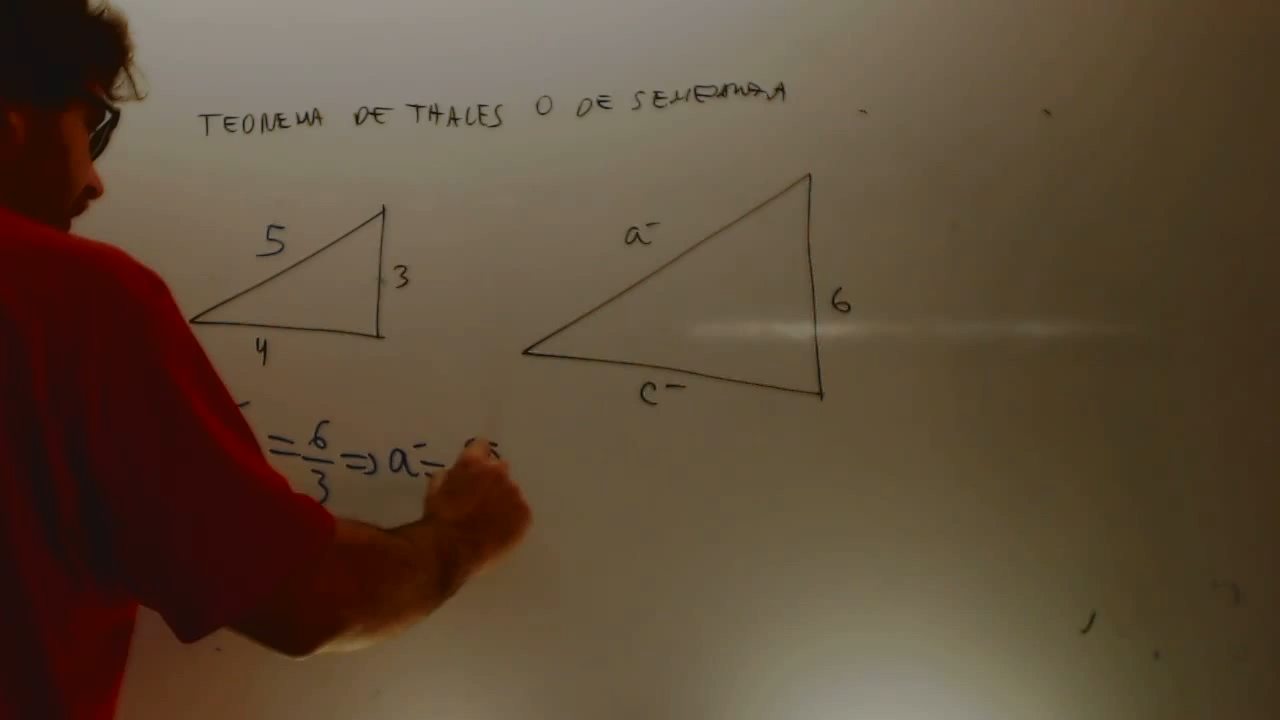 TEOREMA DE THALES O DE SEMEJANZA
5
3
4
a-
6
c-
= 6/3 => a- =